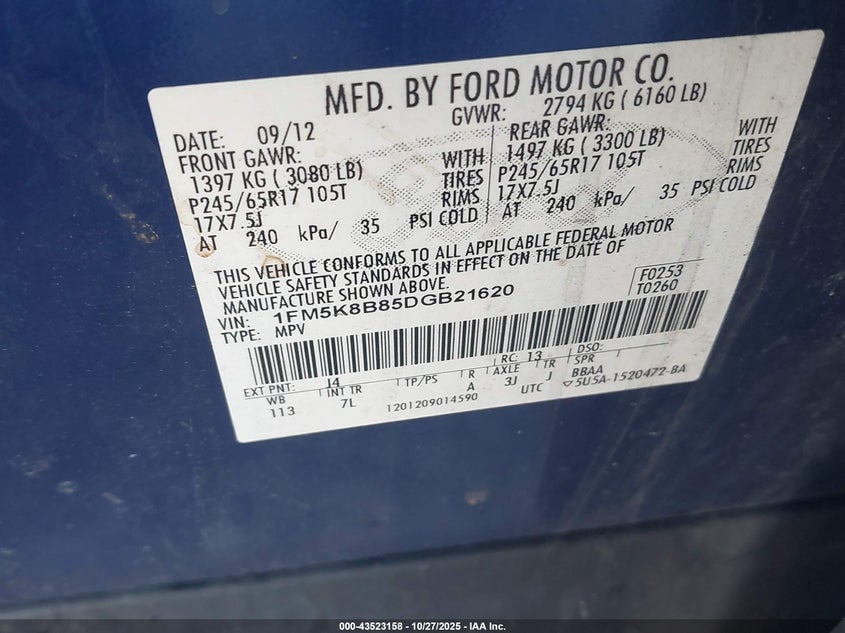 MFD. BY FORD MOTOR CO.
DATE: 09/12
GVWR: 2794 KG ( 6160 LB)
FRONT GAWR:
1397 KG ( 3080 LB)
P245/65R17 105T
17X7.5J
WITH
TIRES
RIMS
AT 240 kPa/ 35 PSI COLD
REAR GAWR:
1497 KG ( 3300 LB)
P245/65R17 105T
17X7.5J
WITH
TIRES
RIMS
AT 240 kPa/ 35 PSI COLD
THIS VEHICLE CONFORMS TO ALL APPLICABLE FEDERAL MOTOR
VEHICLE SAFETY STANDARDS IN EFFECT ON THE DATE OF
MANUFACTURE SHOWN ABOVE.
VIN: 1FM5K8B85DGB21620
TYPE: MPV
F0253
T0260
EXT PNT: J4 RC: 13 DSO:
WB INT TR TP/PS R AXLE TR SPR
113 7L A 3J J BBAA
1201209014590 UTC ▽5U5A-1520472-BA
000-43523158 - 10/27/2025 - IAA Inc.